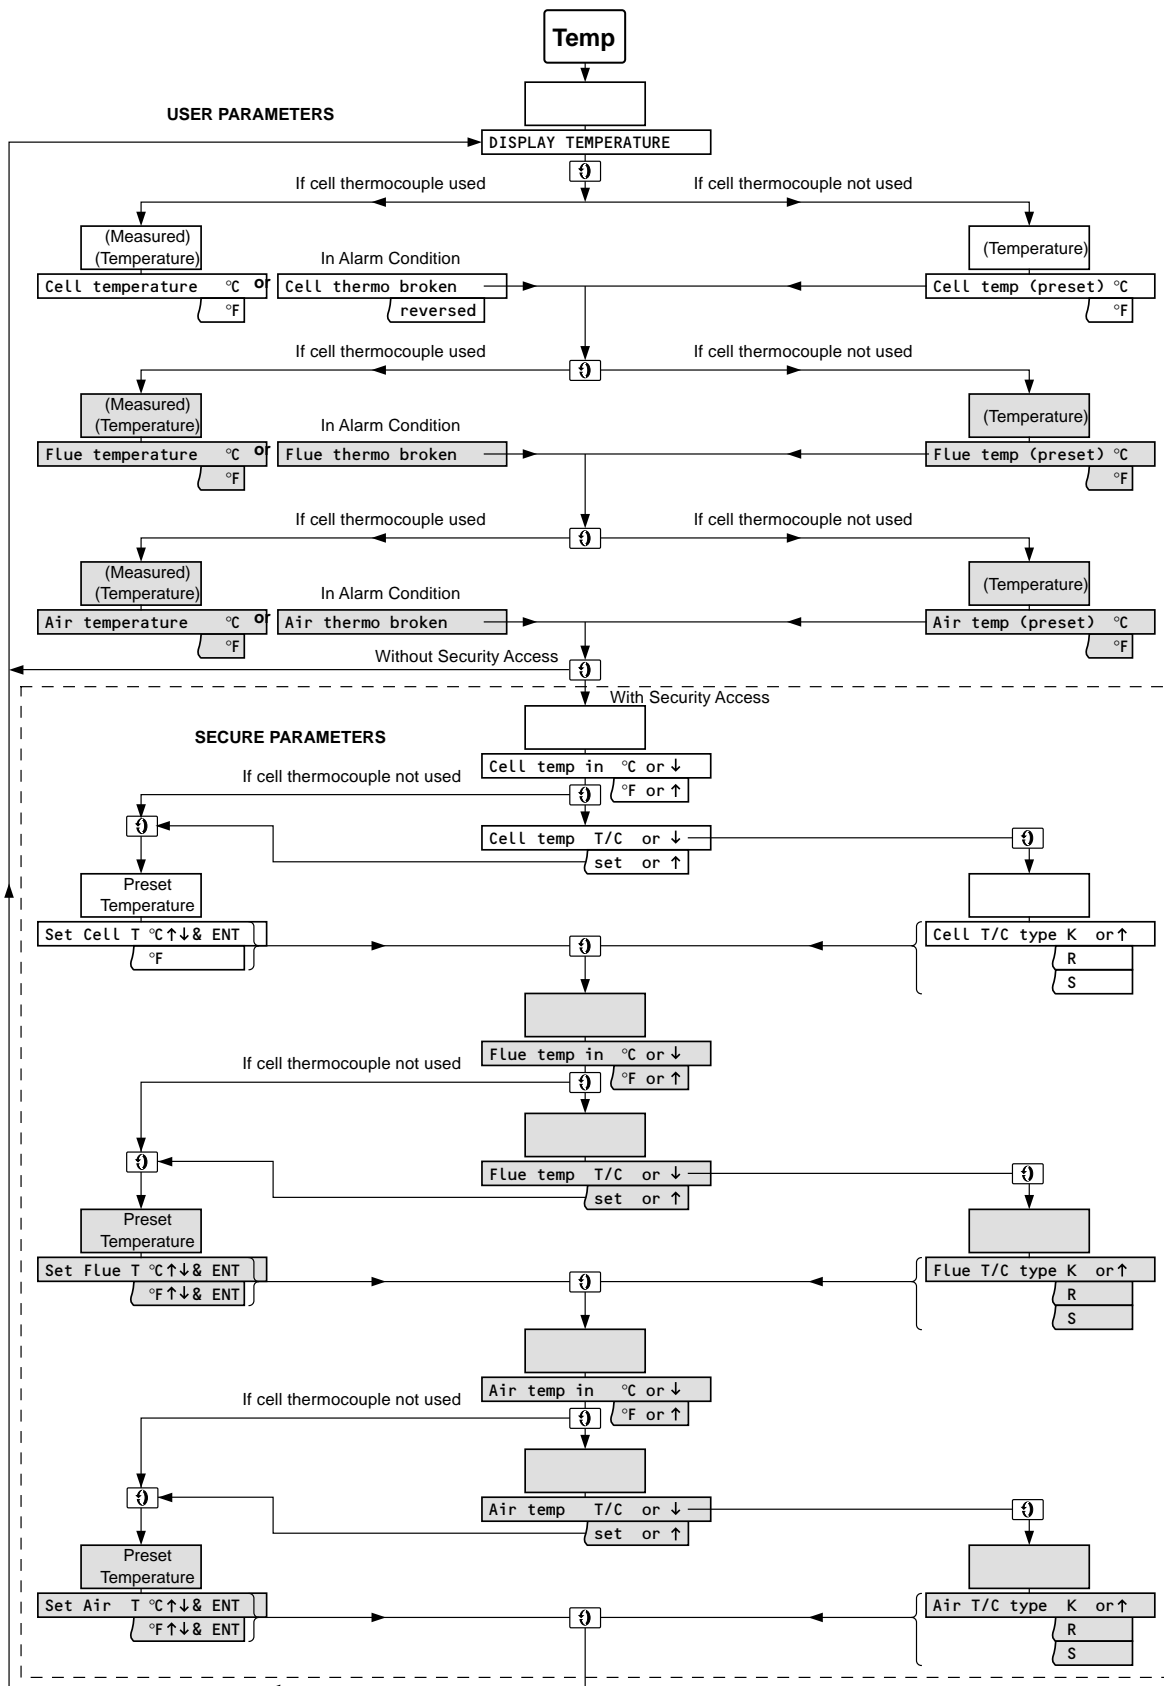 Temp
USER PARAMETERS
DISPLAY TEMPERATURE
If cell thermocouple used
If cell thermocouple not used
(Measured)
(Temperature)
(Temperature)
In Alarm Condition
Cell temperature °C or Cell thermo broken
Cell temp (preset) °C
°F
reversed
°F
If cell thermocouple used
If cell thermocouple not used
(Measured)
(Temperature)
(Temperature)
In Alarm Condition
Flue temperature °C or Flue thermo broken
Flue temp (preset) °C
°F
°F
If cell thermocouple used
If cell thermocouple not used
(Measured)
(Temperature)
(Temperature)
In Alarm Condition
Air temperature °C or Air thermo broken
Air temp (preset) °C
°F
°F
Without Security Access
With Security Access
SECURE PARAMETERS
Cell temp in °C or ↓
If cell thermocouple not used
°F or ↑
Cell temp T/C or ↓
set or ↑
Preset
Temperature
Set Cell T °C↑↓& ENT
Cell T/C type K or↑
°F
R
S
Flue temp in °C or ↓
If cell thermocouple not used
°F or ↑
Flue temp T/C or ↓
set or ↑
Preset
Temperature
Set Flue T °C↑↓& ENT
Flue T/C type K or↑
°F↑↓& ENT
R
S
Air temp in °C or ↓
If cell thermocouple not used
°F or ↑
Air temp T/C or ↓
set or ↑
Preset
Temperature
Set Air T °C↑↓& ENT
Air T/C type K or↑
°F↑↓& ENT
R
S